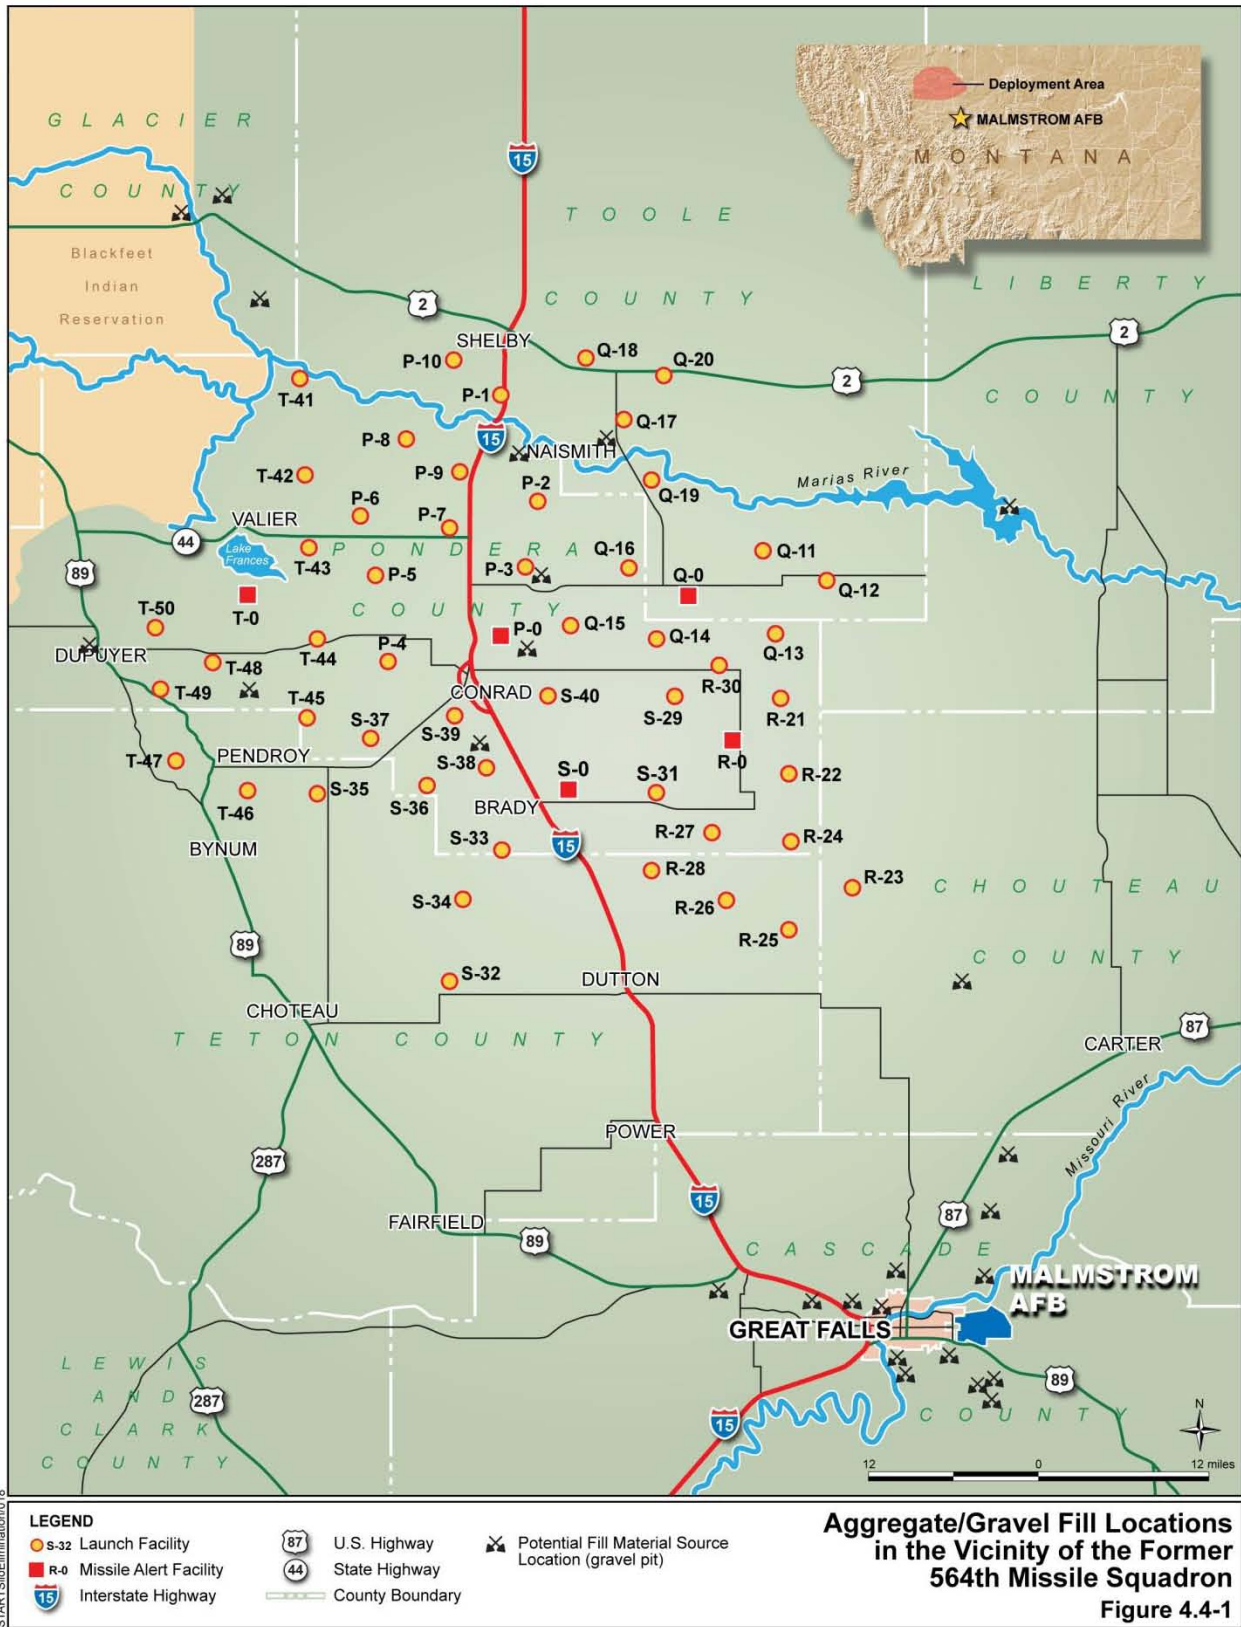 GLACIER
COUNTY
Blackfeet
Indian
Reservation
15
TOOLE
COUNTY
Deployment Area
MALMSTROM AFB
MONTANA
LIBERTY
COUNTY
2
2
2
SHELBY
P-10
Q-18
Q-20
T-41
P-1
Q-17
P-8
15
NAISMITH
T-42
P-9
Q-19
Marias River
P-6
P-2
VALIER
P-7
44
Lake
Frances
T-43
PONDERA
COUNTY
P-5
P-3
Q-16
Q-11
Q-0
Q-12
89
T-0
T-50
P-0
Q-15
Q-14
Q-13
DUPUYER
T-48
T-44
P-4
R-30
T-49
CONRAD
S-40
S-29
R-21
T-45
S-37
S-39
T-47
PENDROY
S-38
S-0
S-31
R-0
R-22
T-46
S-35
S-36
BRADY
BYNUM
S-33
15
R-27
R-24
R-28
R-23
CHOUTEAU
COUNTY
S-34
R-26
R-25
89
S-32
DUTTON
CHOTEAU
TETON COUNTY
87
CARTER
Missouri River
POWER
287
15
87
FAIRFIELD
89
CASCADE
COUNTY
MALMSTROM
AFB
GREAT FALLS
LEWIS
AND
CLARK
COUNTY
287
89
15
N
12 0 12 miles
LEGEND
S-32 Launch Facility
R-0 Missile Alert Facility
15 Interstate Highway
87 U.S. Highway
44 State Highway
County Boundary
Potential Fill Material Source
Location (gravel pit)
Aggregate/Gravel Fill Locations
in the Vicinity of the Former
564th Missile Squadron
Figure 4.4-1